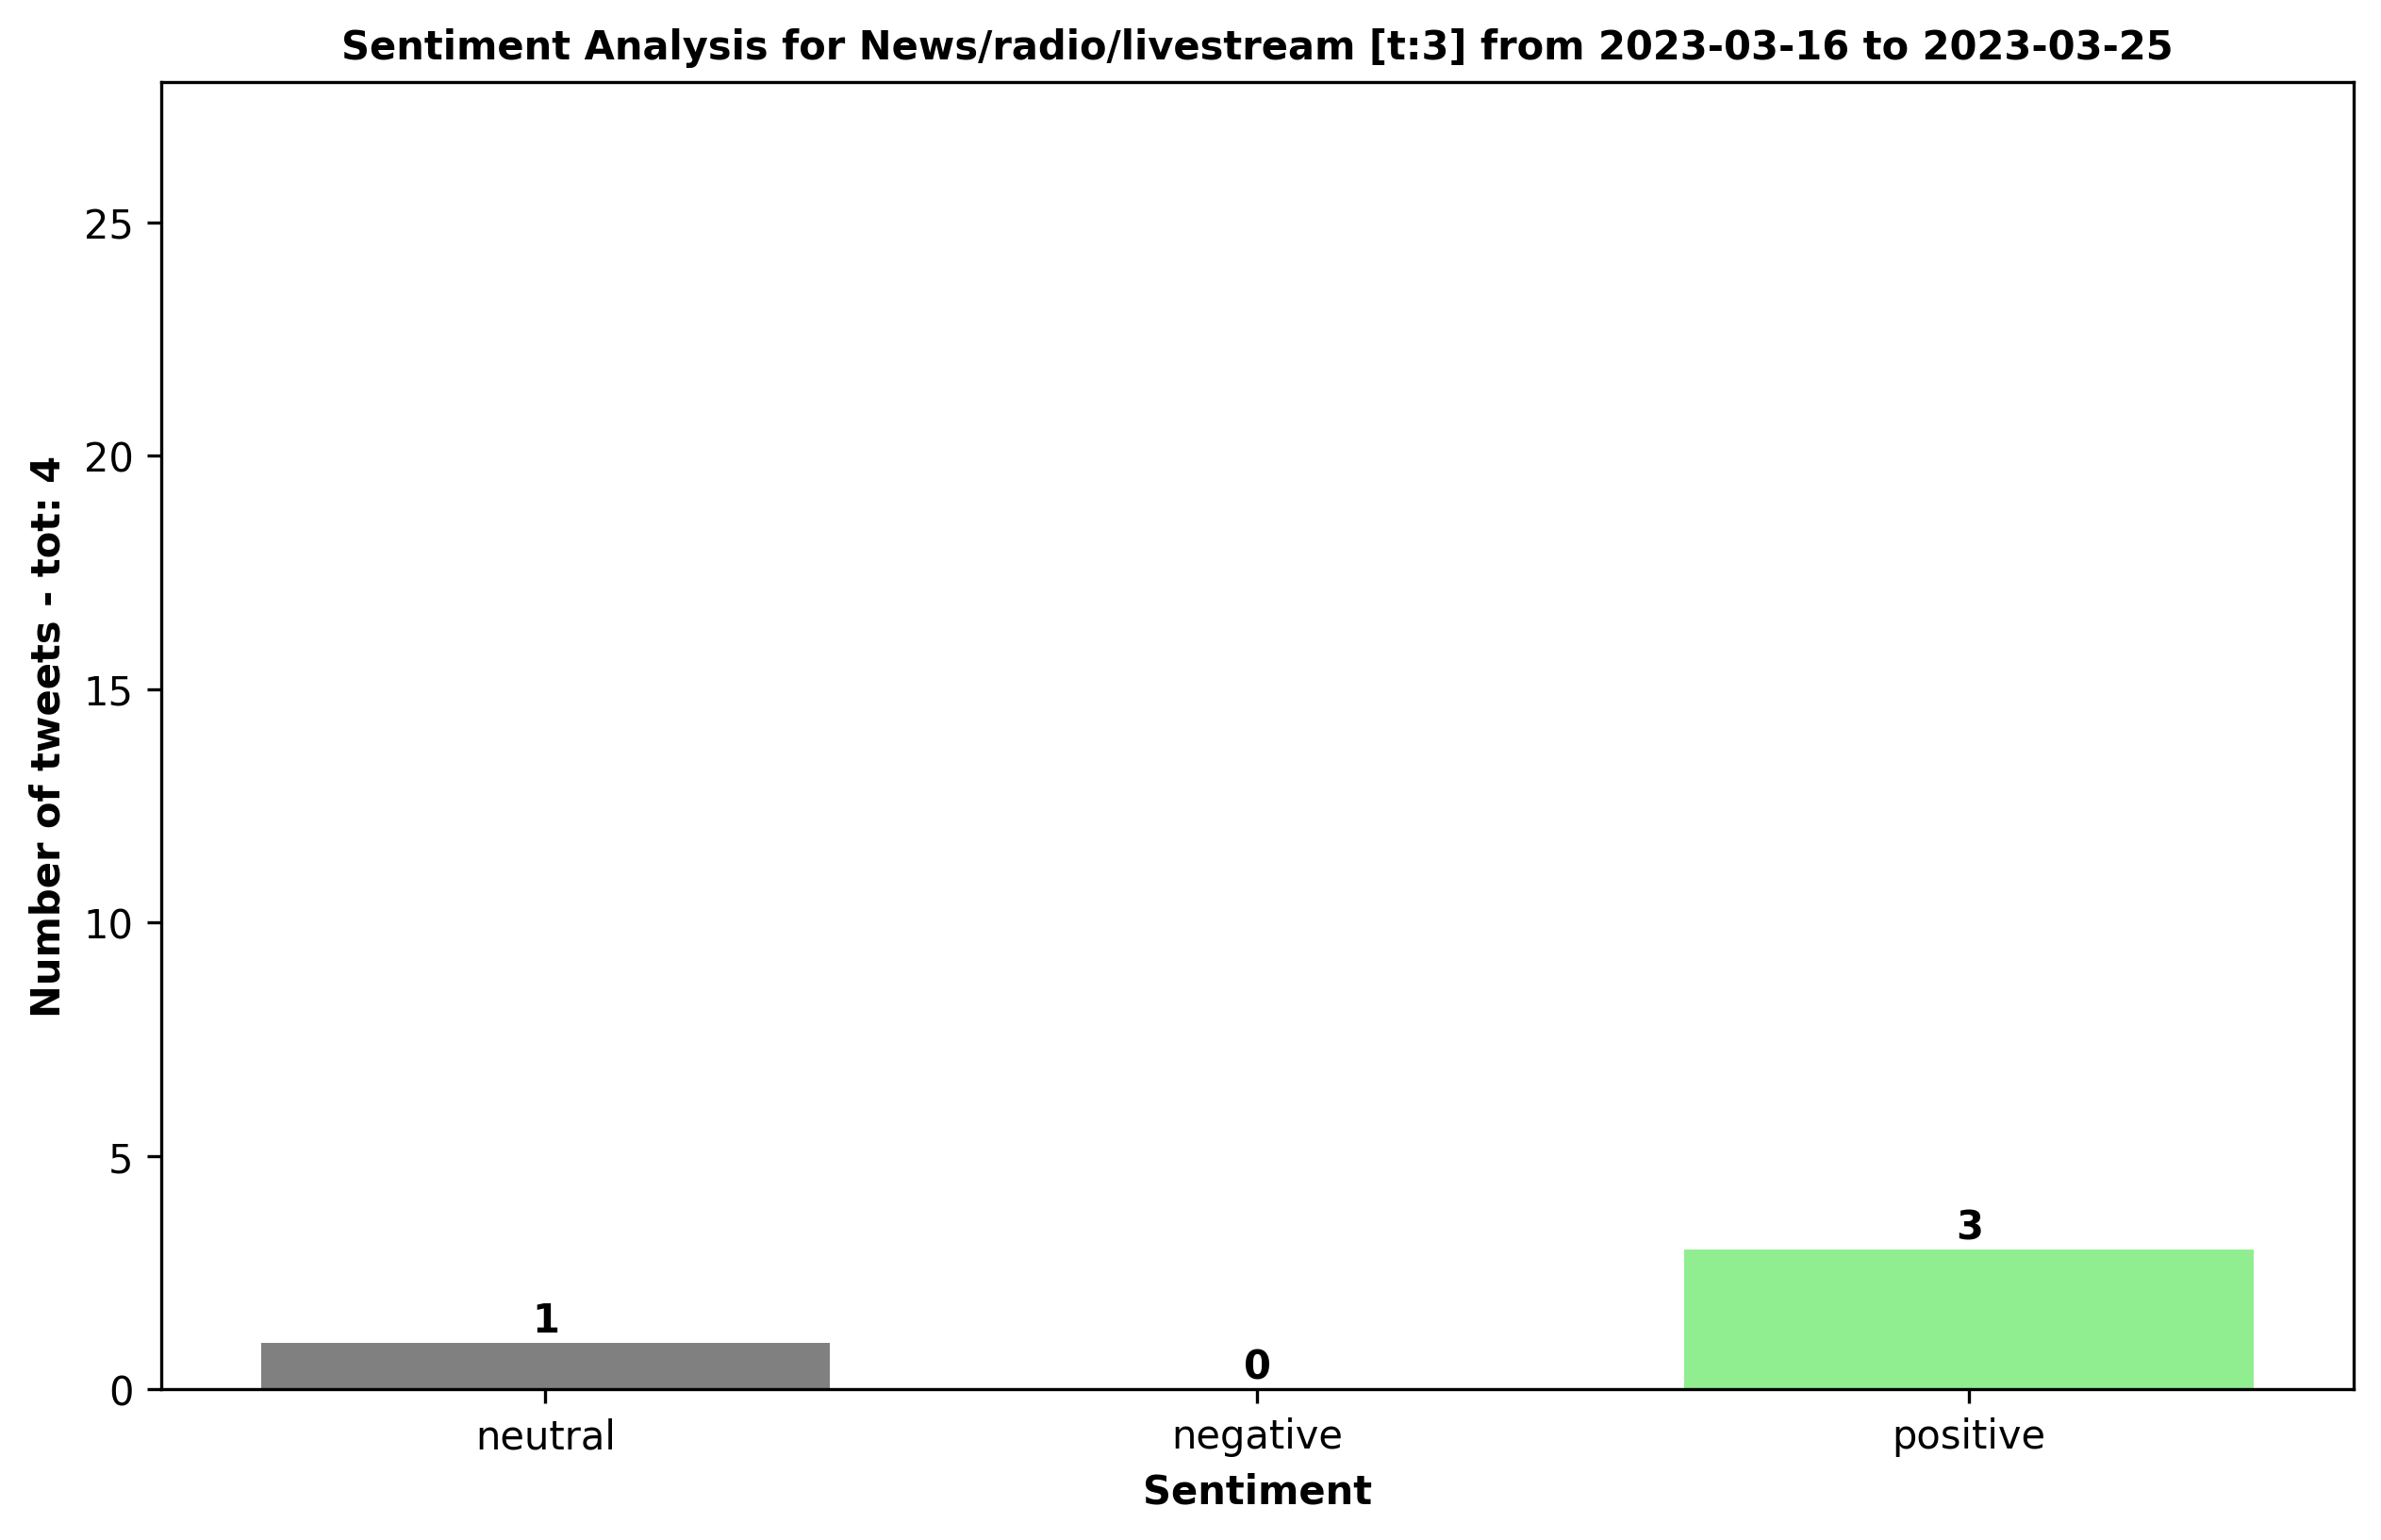 Sentiment Analysis for News/radio/livestream [t:3] from 2023-03-16 to 2023-03-25
Number of tweets - tot: 4
25
20
15
10
5
0
1
0
3
neutral
negative
positive
Sentiment